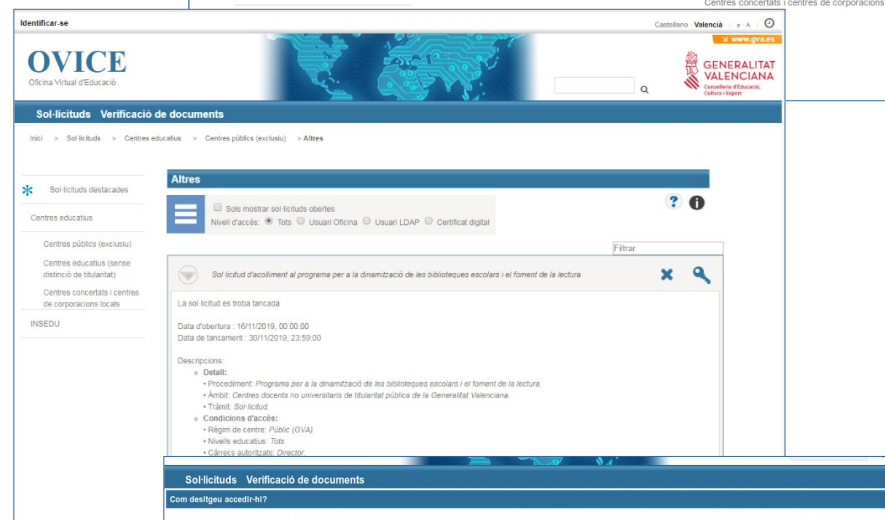 Centres concertats i centres de corporacions
Identificar-se
Castellano · Valencià | a · A |
www.gva.es
OVICE
Oficina Virtual d'Educació
GENERALITAT
VALENCIANA
Conselleria d'Educació,
Cultura i Esport
Sol·licituds Verificació de documents
Inici > Sol·licituds > Centres educatius > Centres públics (exclusiu) > Altres
Sol·licituds destacades
Centres educatius
Centres públics (exclusiu)
Centres educatius (sense
distinció de titularitat)
Centres concertats i centres
de corporacions locals
INSEDU
Altres
Sols mostrar sol·licituds obertes
Nivell d'accés: Tots Usuari Oficina Usuari LDAP Certificat digital
Filtrar
Sol·licitud d'acolliment al programa per a la dinamització de les biblioteques escolars i el foment de la lectura
La sol·licitud es troba tancada
Data d'obertura : 16/11/2019, 00:00:00
Data de tancament : 30/11/2019, 23:59:00
Descripcions:
Detall:
• Procediment: Programa per a la dinamització de les biblioteques escolars i el foment de la lectura.
• Àmbit: Centres docents no universitaris de titularitat pública de la Generalitat Valenciana.
• Tràmit: Sol·licitud.
Condicions d'accés:
• Règim de centre: Públic (GVA).
• Nivells educatius: Tots.
• Càrrecs autoritzats: Director.
Sol·licituds Verificació de documents
Com desitgeu accedir-hi?